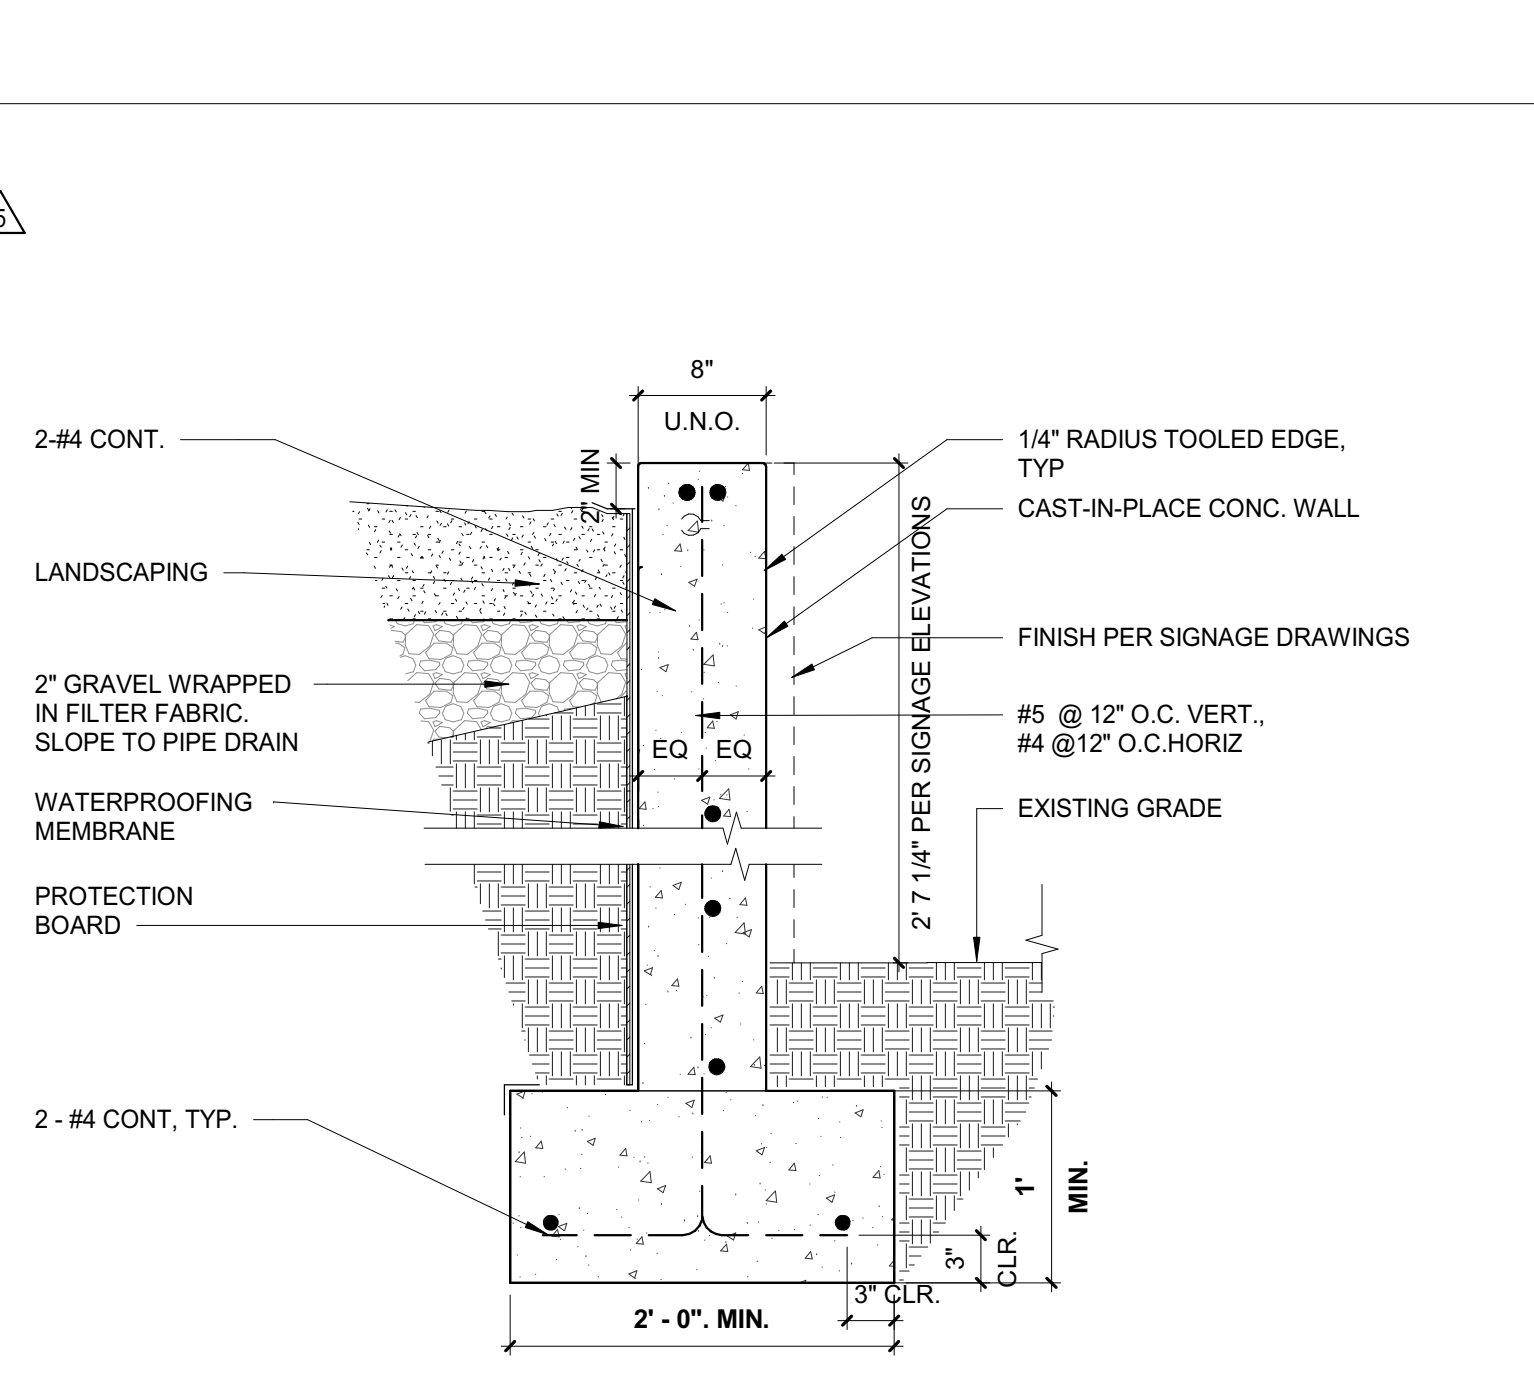 5
8"
U.N.O.
2" MIN
2-#4 CONT.
LANDSCAPING
2" GRAVEL WRAPPED
IN FILTER FABRIC.
SLOPE TO PIPE DRAIN
WATERPROOFING
MEMBRANE
PROTECTION
BOARD
2 - #4 CONT, TYP.
EQ
EQ
1/4" RADIUS TOOLED EDGE,
TYP
CAST-IN-PLACE CONC. WALL
FINISH PER SIGNAGE DRAWINGS
#5 @ 12" O.C. VERT.,
#4 @12" O.C.HORIZ
EXISTING GRADE
2' 7 1/4" PER SIGNAGE ELEVATIONS
1'
MIN.
3"
CLR.
3" CLR.
2' - 0". MIN.